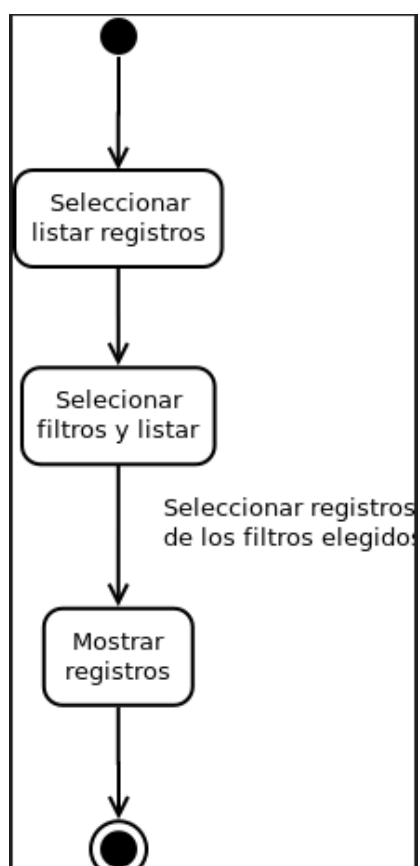 Seleccionar
listar registros
Selecionar
filtros y listar
Seleccionar registros
de los filtros elegidos
Mostrar
registros